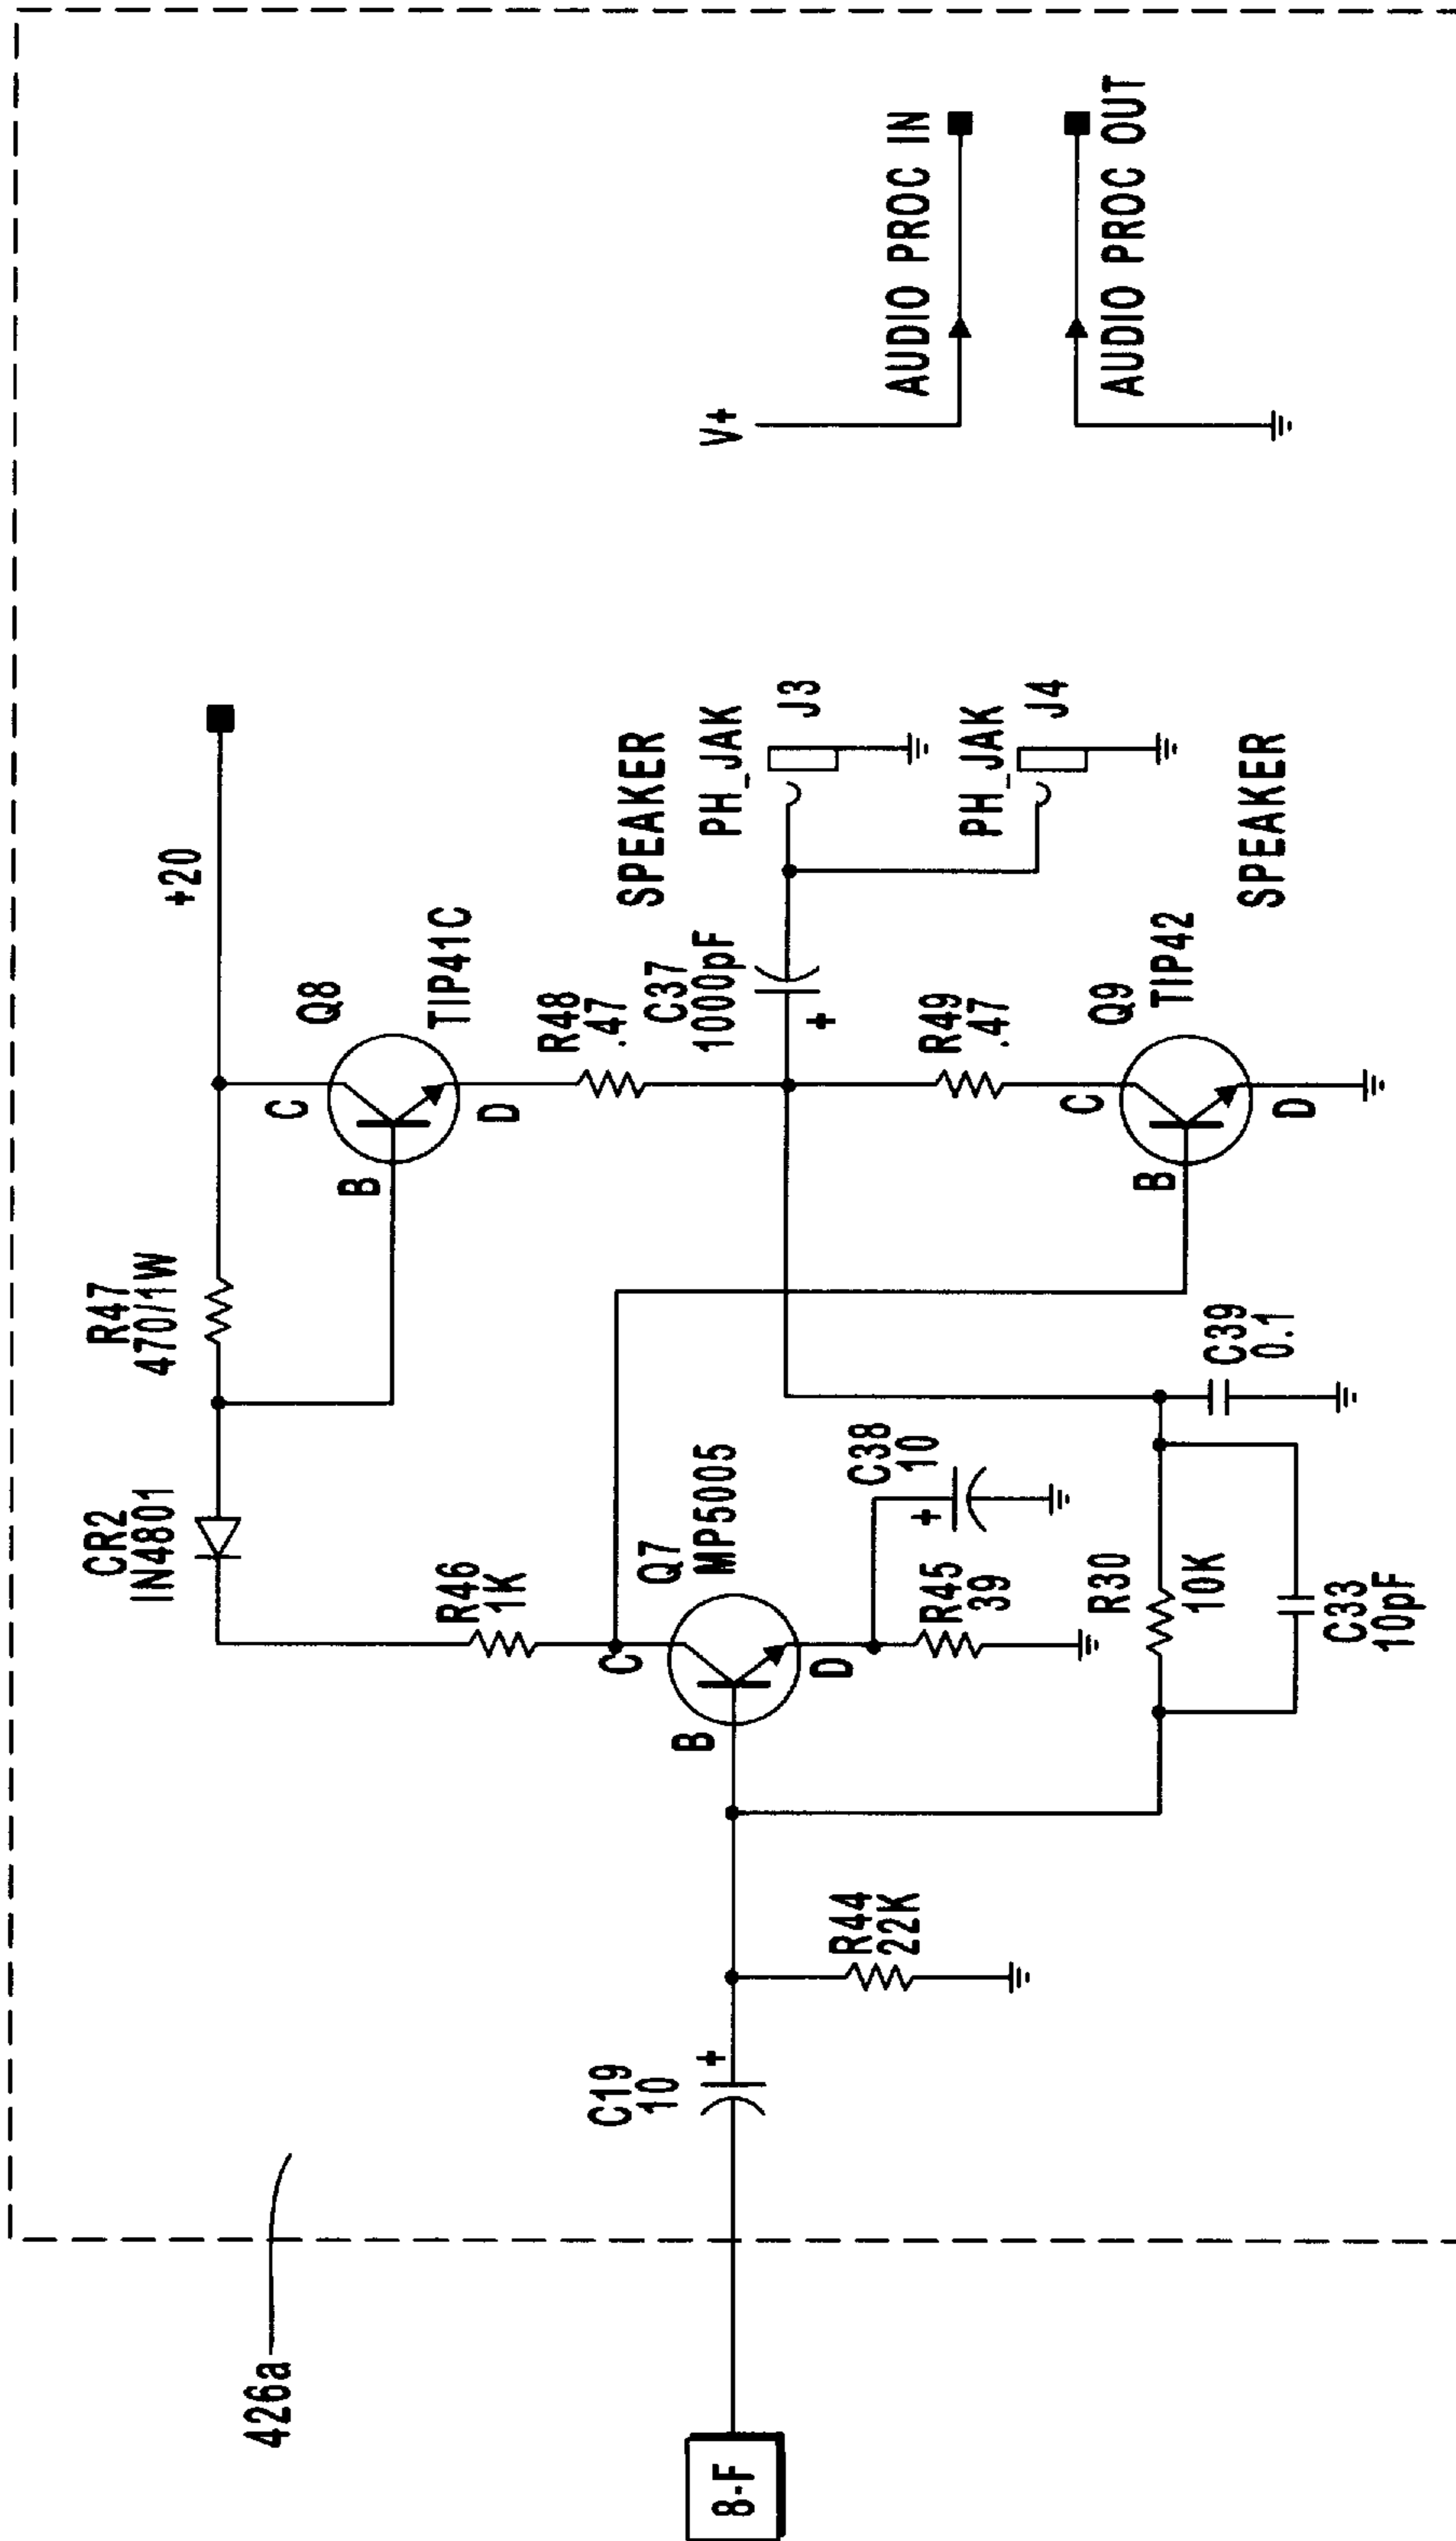 426a
8-F
C19
10
R44
22K
CR2
IN4801
R46
1K
C
Q7
MP5005
B
D
C38
10
R45
39
R30
10K
C33
10pF
R47
470/1W
C39
0.1
+20
Q8
C
B
D
TIP41C
R48
.47
C37
1000pF
+
R49
.47
Q9
TIP42
C
B
D
SPEAKER
PH_JAK
J3
PH_JAK
J4
SPEAKER
V+
AUDIO PROC IN
AUDIO PROC OUT
+
+